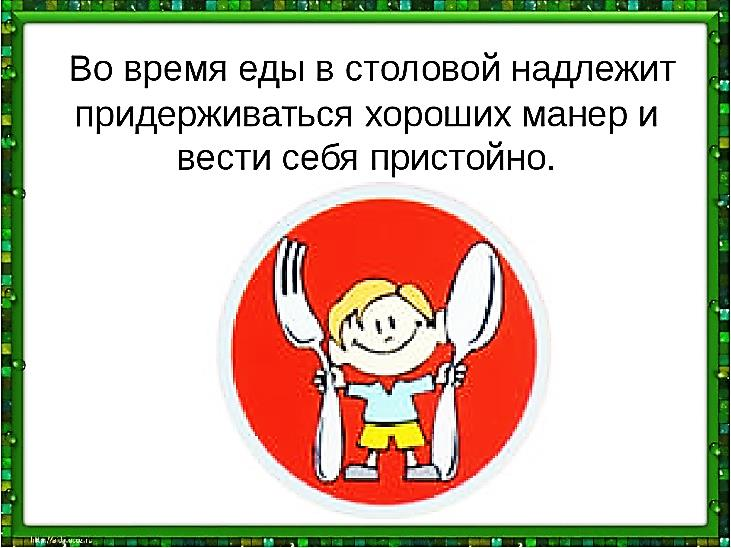 Во время еды в столовой надлежит
придерживаться хороших манер и
вести себя пристойно.